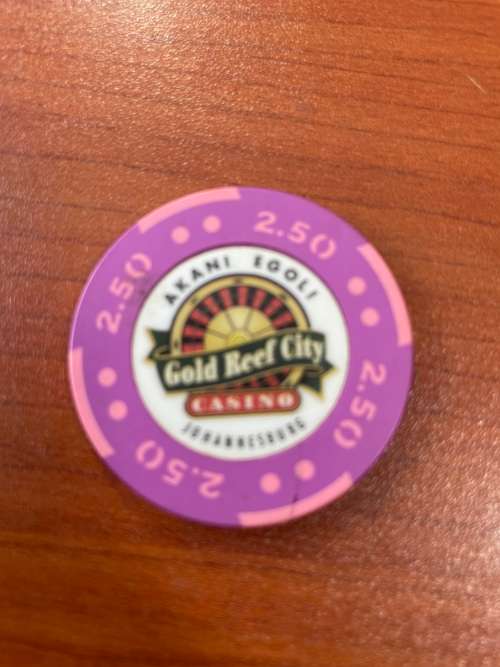 2.50
2.50
AKANI EGOLI
Gold Reef City
CASINO
JOHANNESBURG
2.50
2.50